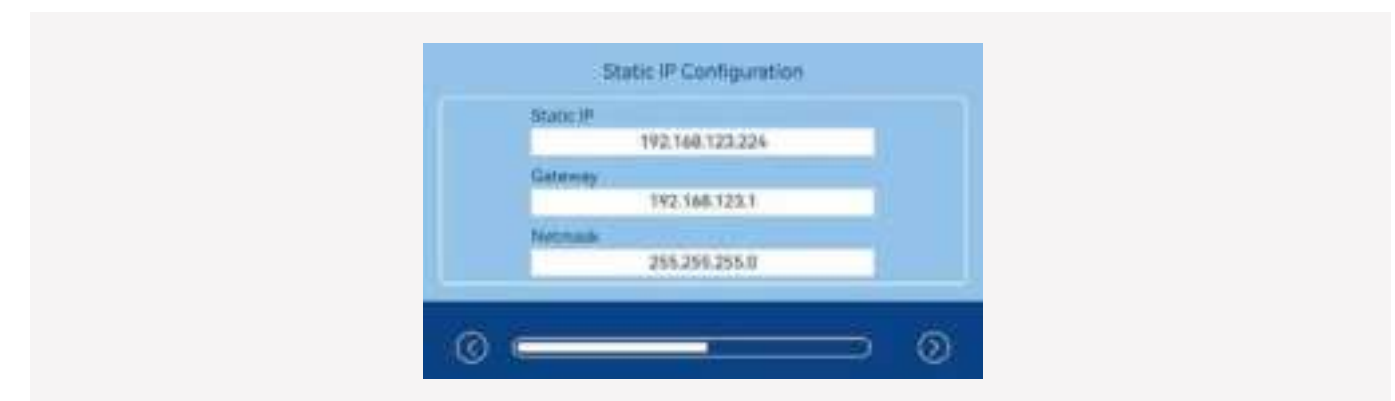 Static IP Configuration
Static IP
192.168.123.224
Gateway
192.168.123.1
Netmask
255.255.255.0